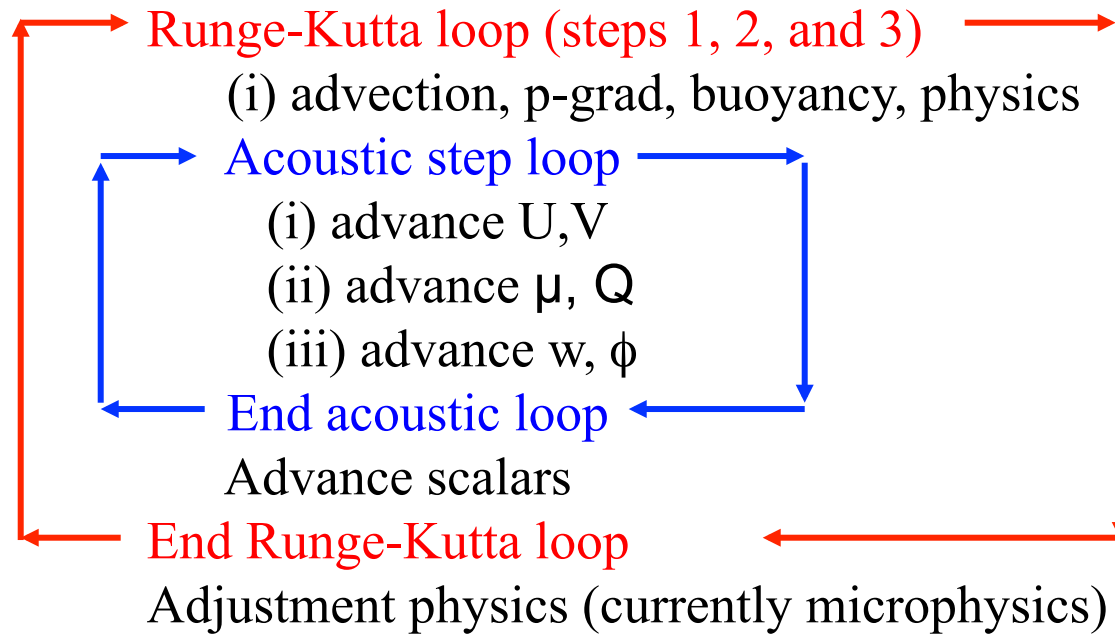 Runge-Kutta loop (steps 1, 2, and 3)
(i) advection, p-grad, buoyancy, physics
Acoustic step loop
(i) advance U,V
(ii) advance µ, Q
(iii) advance w, ϕ
End acoustic loop
Advance scalars
End Runge-Kutta loop
Adjustment physics (currently microphysics)